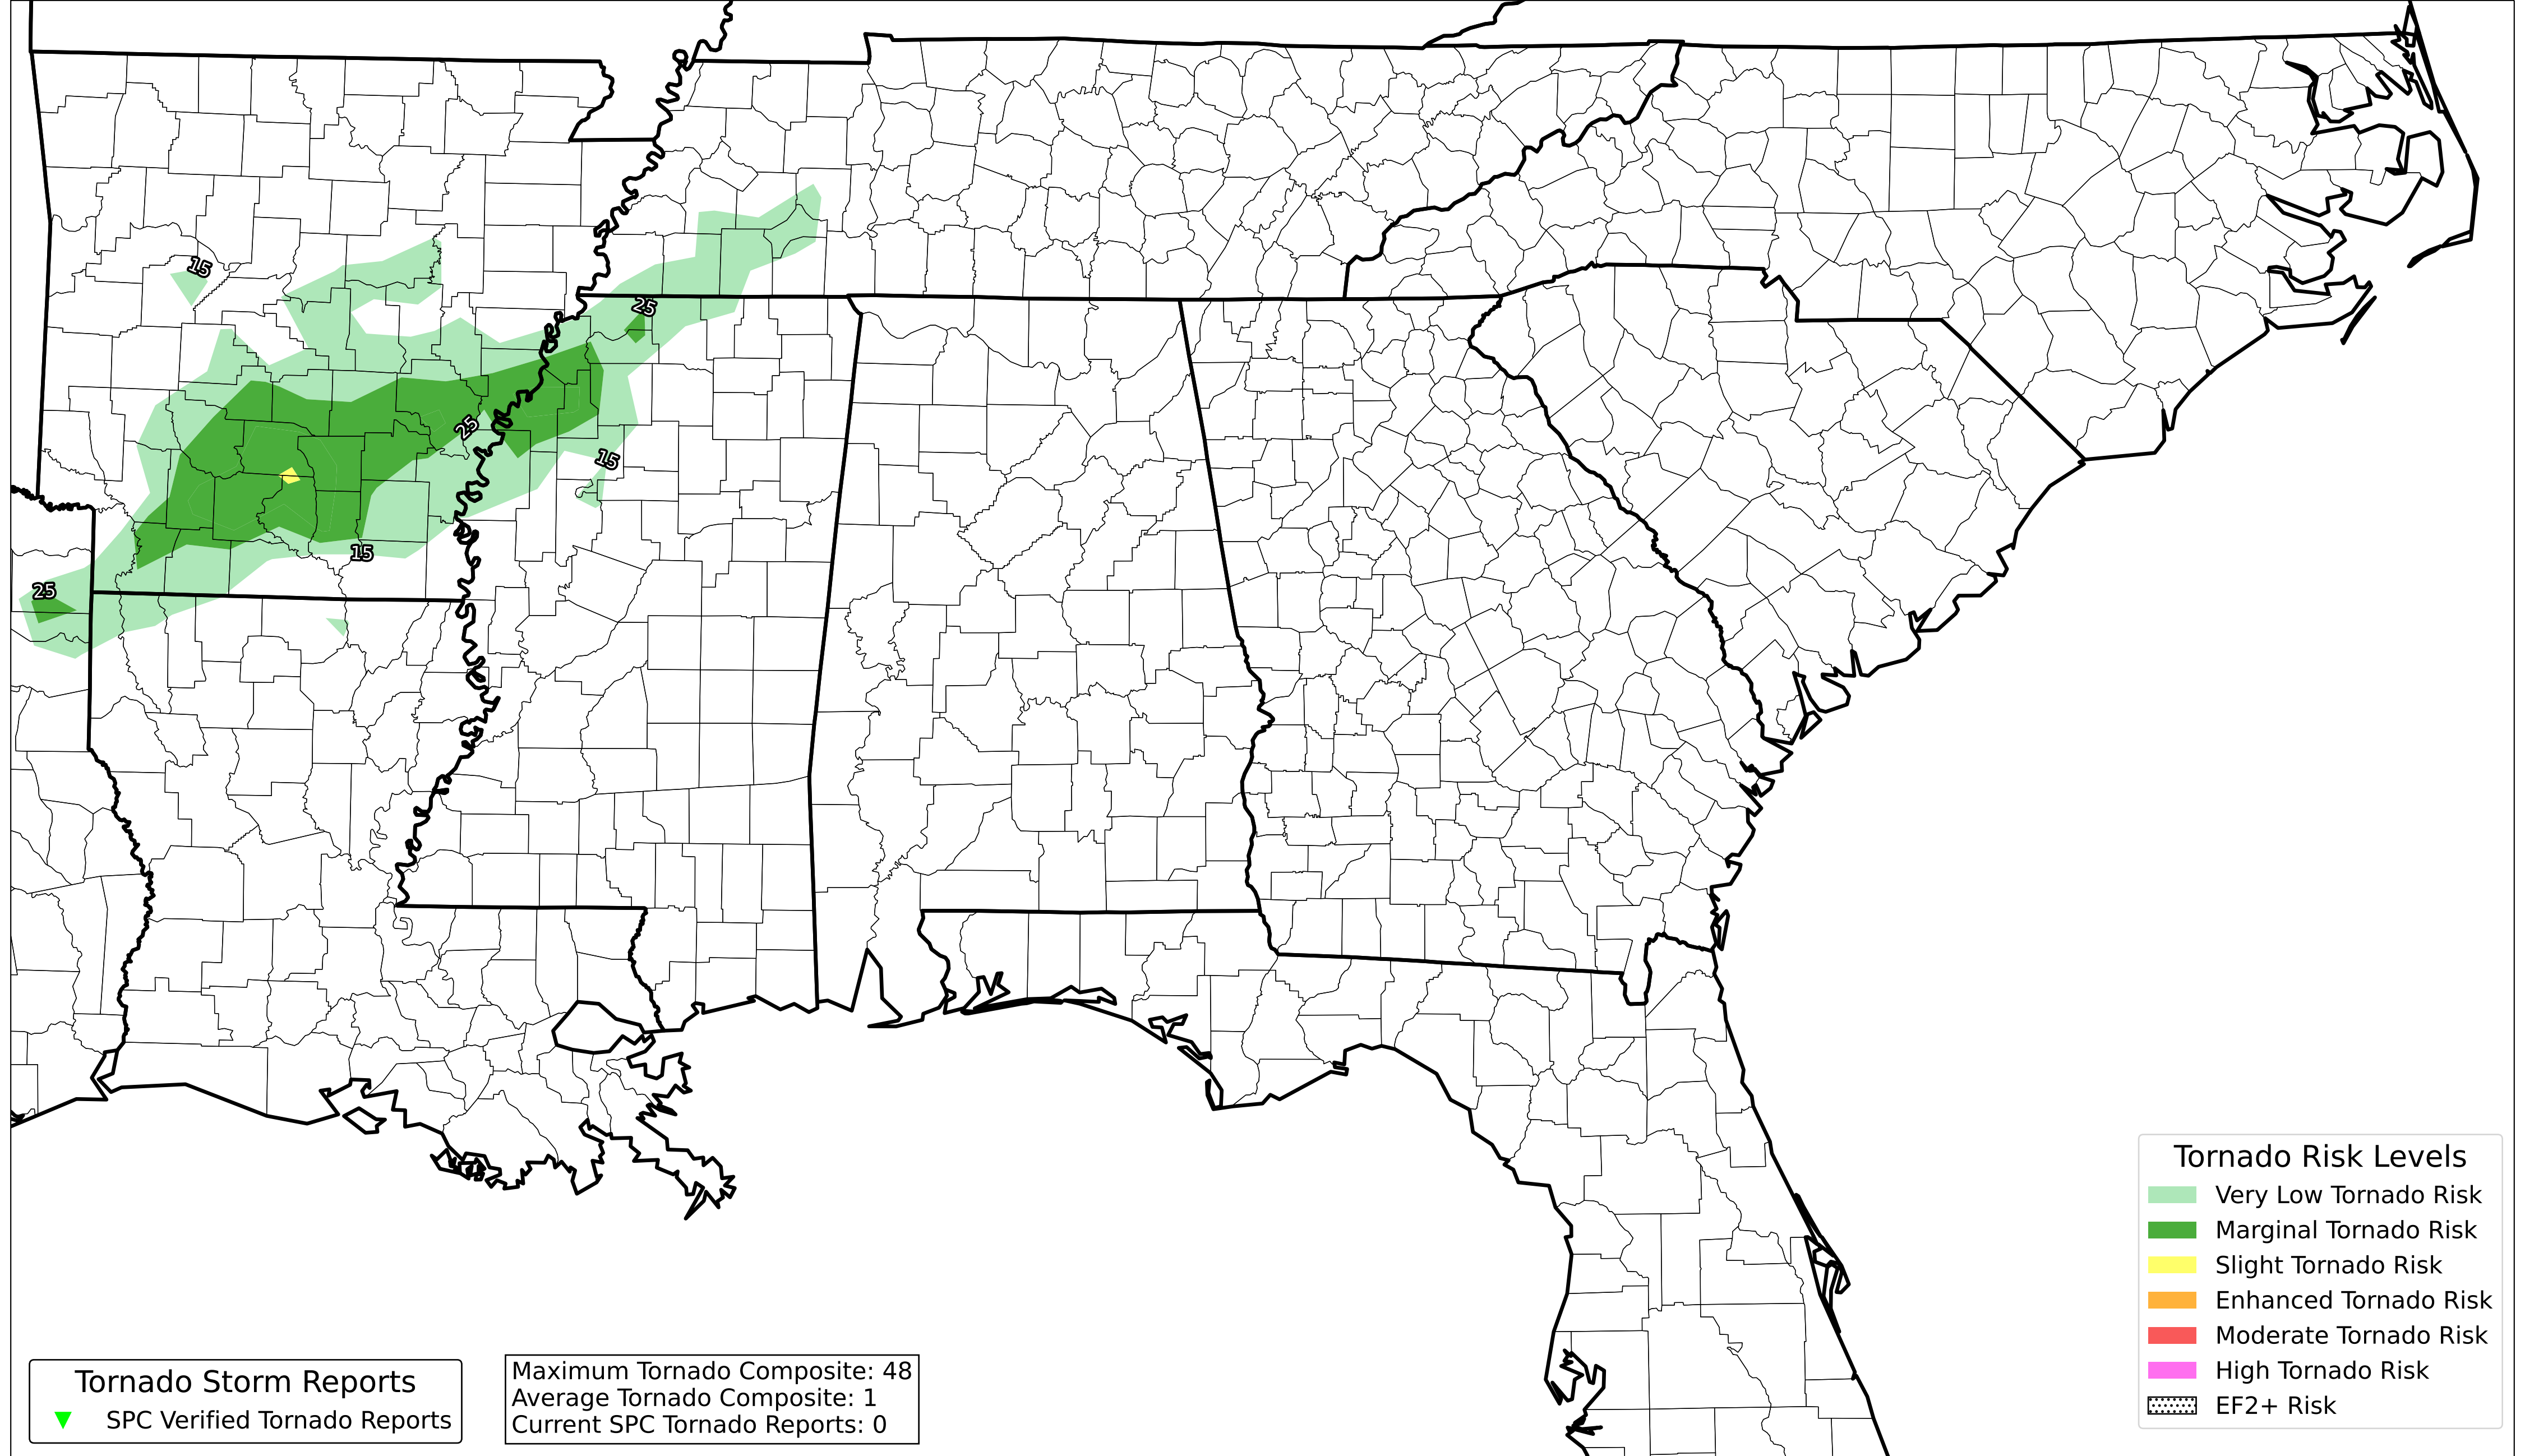 15
25
25
15
15
25
Tornado Risk Levels
Very Low Tornado Risk
Marginal Tornado Risk
Slight Tornado Risk
Enhanced Tornado Risk
Moderate Tornado Risk
High Tornado Risk
EF2+ Risk
Tornado Storm Reports
SPC Verified Tornado Reports
Maximum Tornado Composite: 48
Average Tornado Composite: 1
Current SPC Tornado Reports: 0